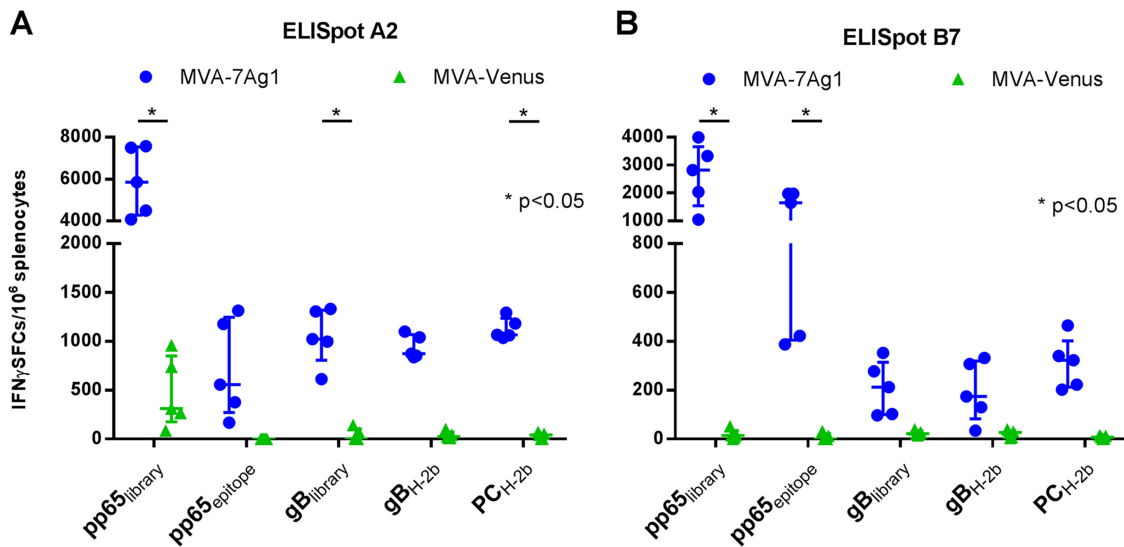 A
ELISpot A2
MVA-7Ag1
MVA-Venus
*
*
*
8000
6000
4000
2000
1500
1000
500
0
* p<0.05
IFNγSFCs/10⁶ splenocytes
pp65library
pp65epitope
gBlibrary
gBH-2b
PCH-2b
B
ELISpot B7
MVA-7Ag1
MVA-Venus
*
*
4000
3000
2000
1000
800
600
400
200
0
* p<0.05
pp65library
pp65epitope
gBlibrary
gBH-2b
PCH-2b